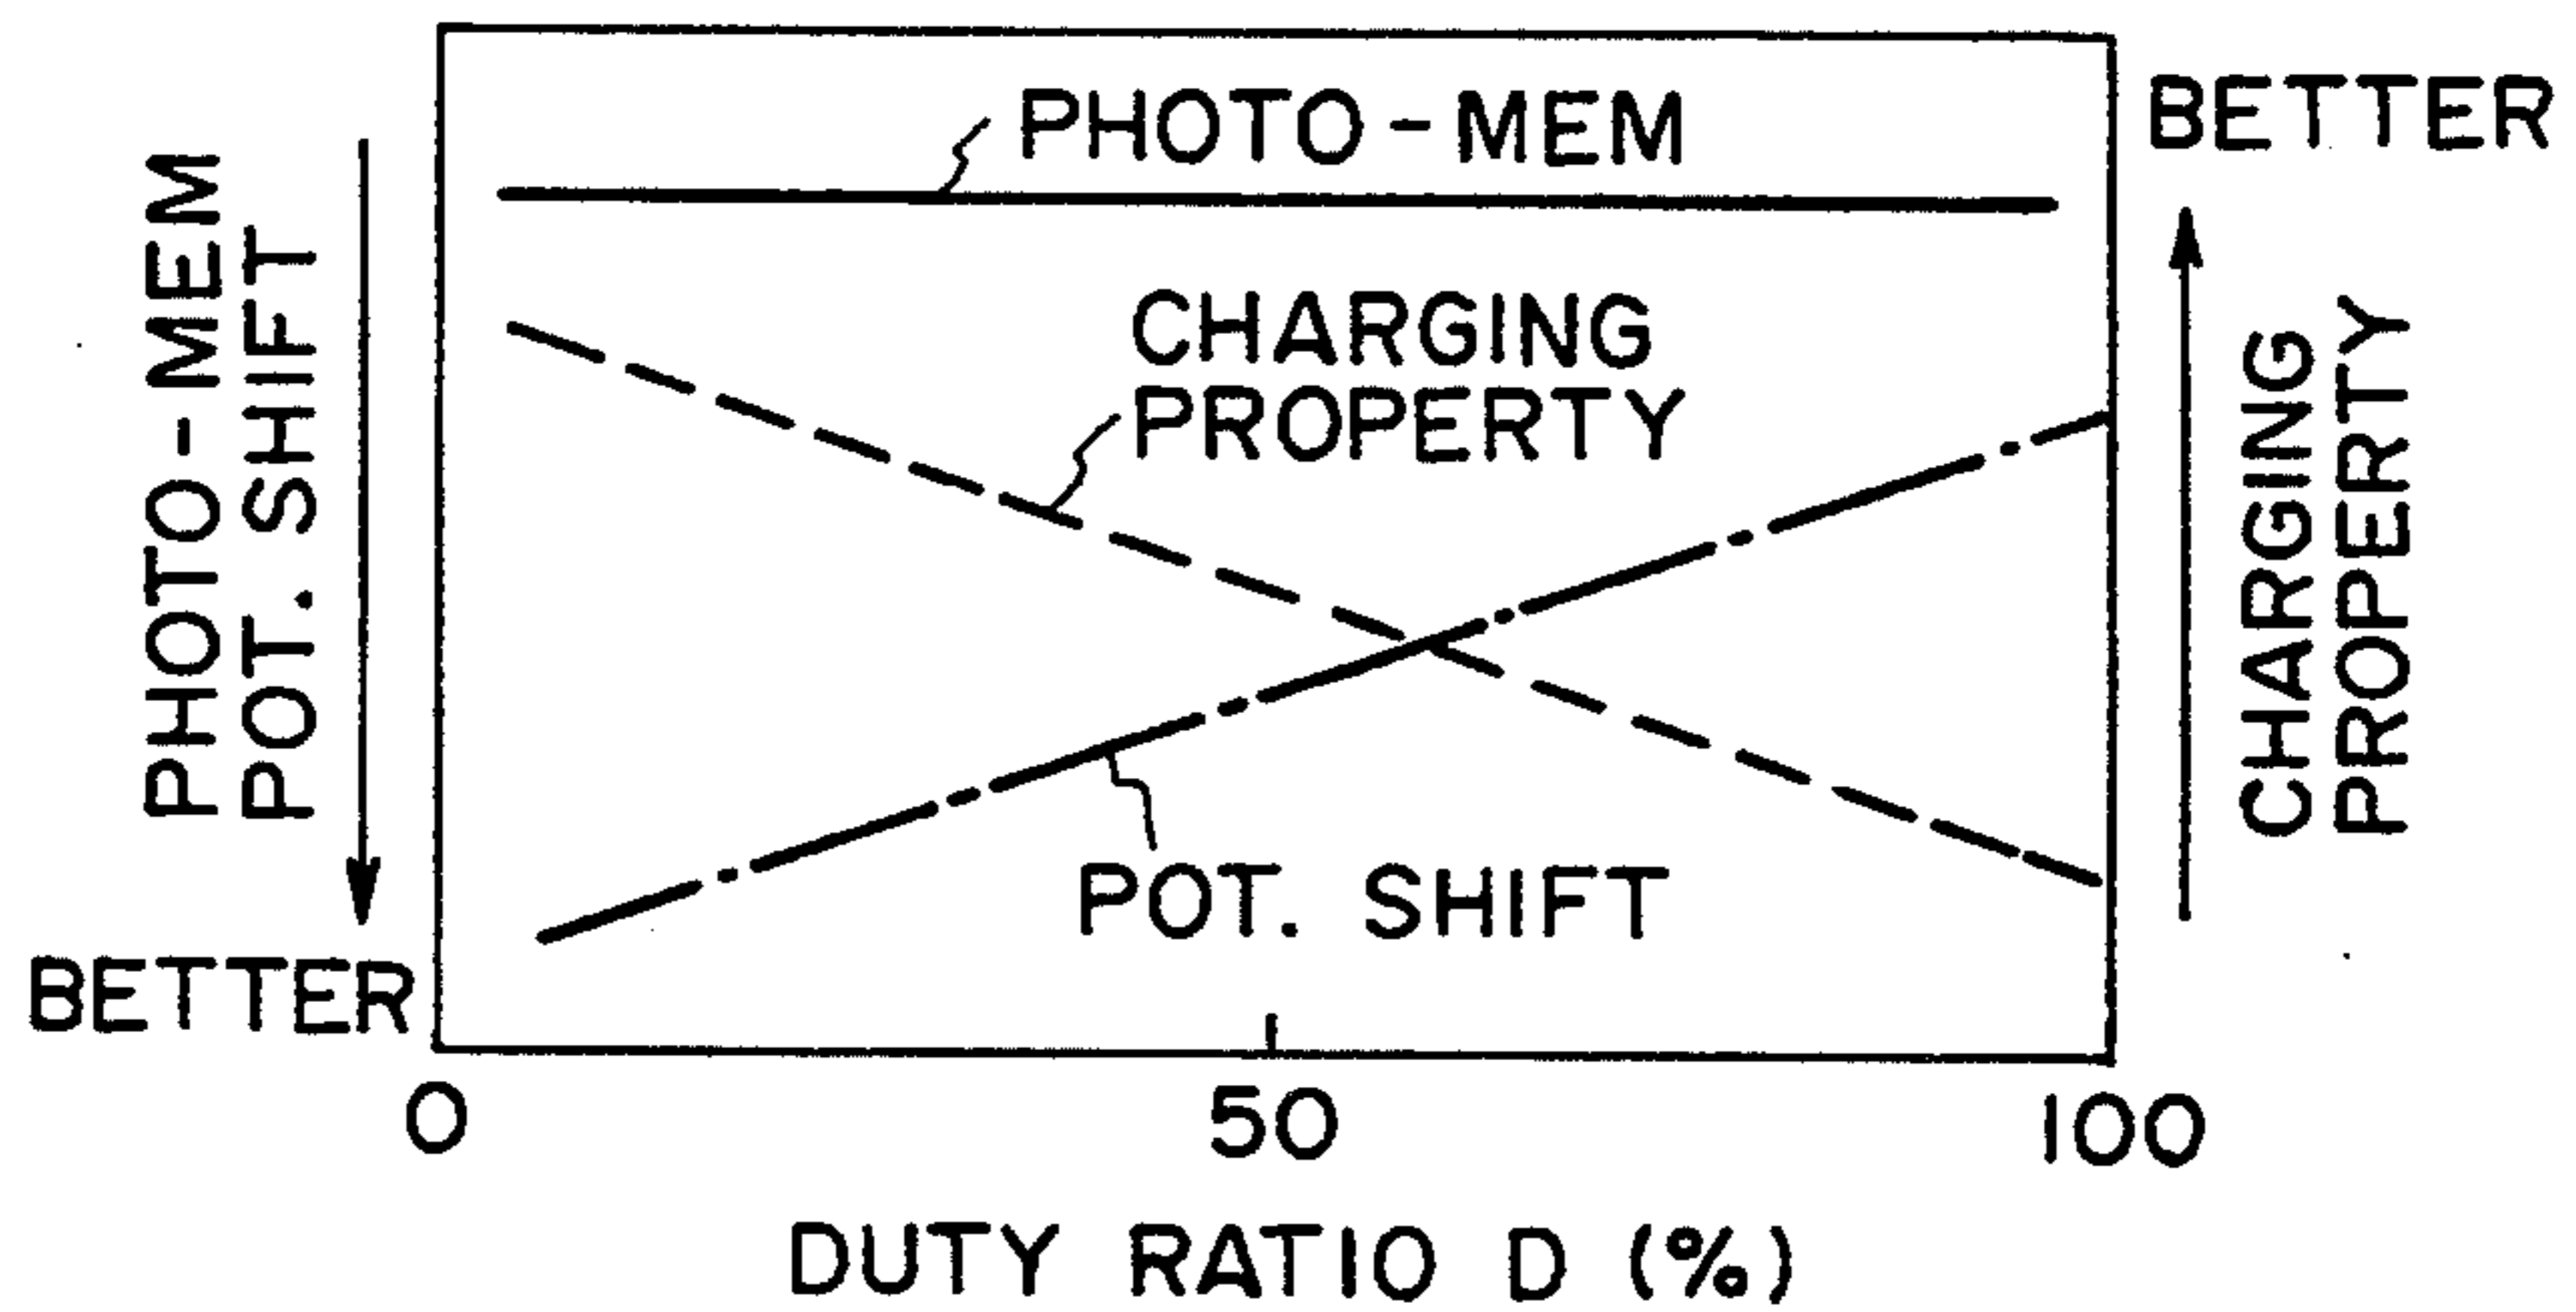 PHOTO-MEM
POT. SHIFT
BETTER
PHOTO-MEM
CHARGING
PROPERTY
POT. SHIFT
BETTER
CHARGING
PROPERTY
0
50
100
DUTY RATIO D (%)